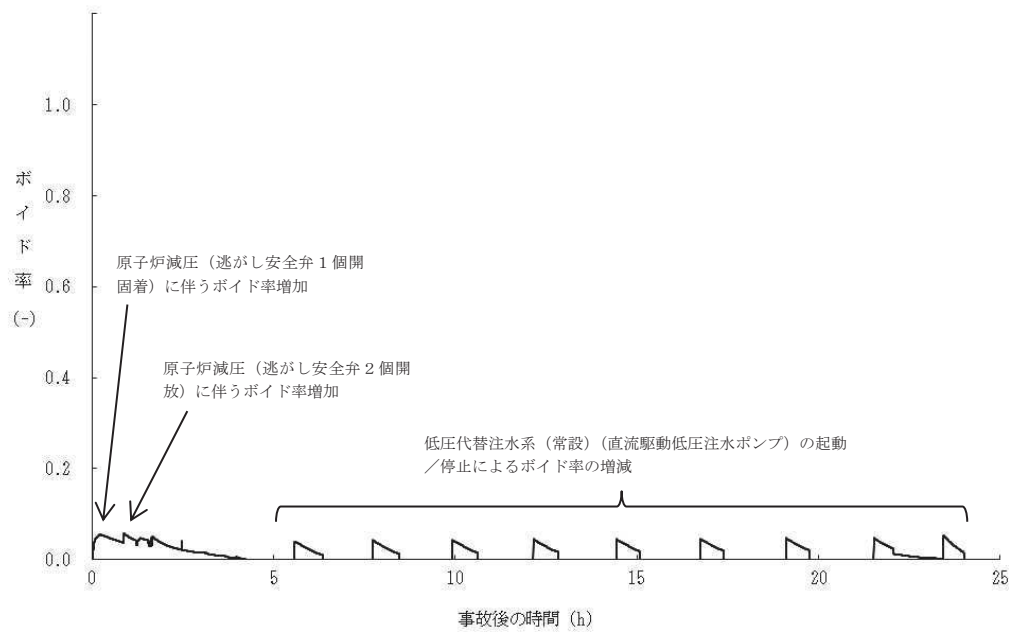 1.0
0.8
0.6
0.4
0.2
0.0
ボイド率
(-)
原子炉減圧（逃がし安全弁１個開
固着）に伴うボイド率増加
原子炉減圧（逃がし安全弁２個開
放）に伴うボイド率増加
低圧代替注水系（常設）（直流駆動低圧注水ポンプ）の起動
／停止によるボイド率の増減
0 5 10 15 20 25
事故後の時間 (h)